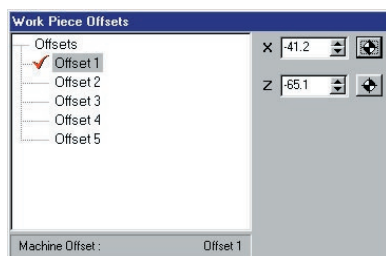 Work Piece Offsets
Offsets
Offset 1
Offset 2
Offset 3
Offset 4
Offset 5
X -41.2
Z -65.1
Machine Offset : Offset 1